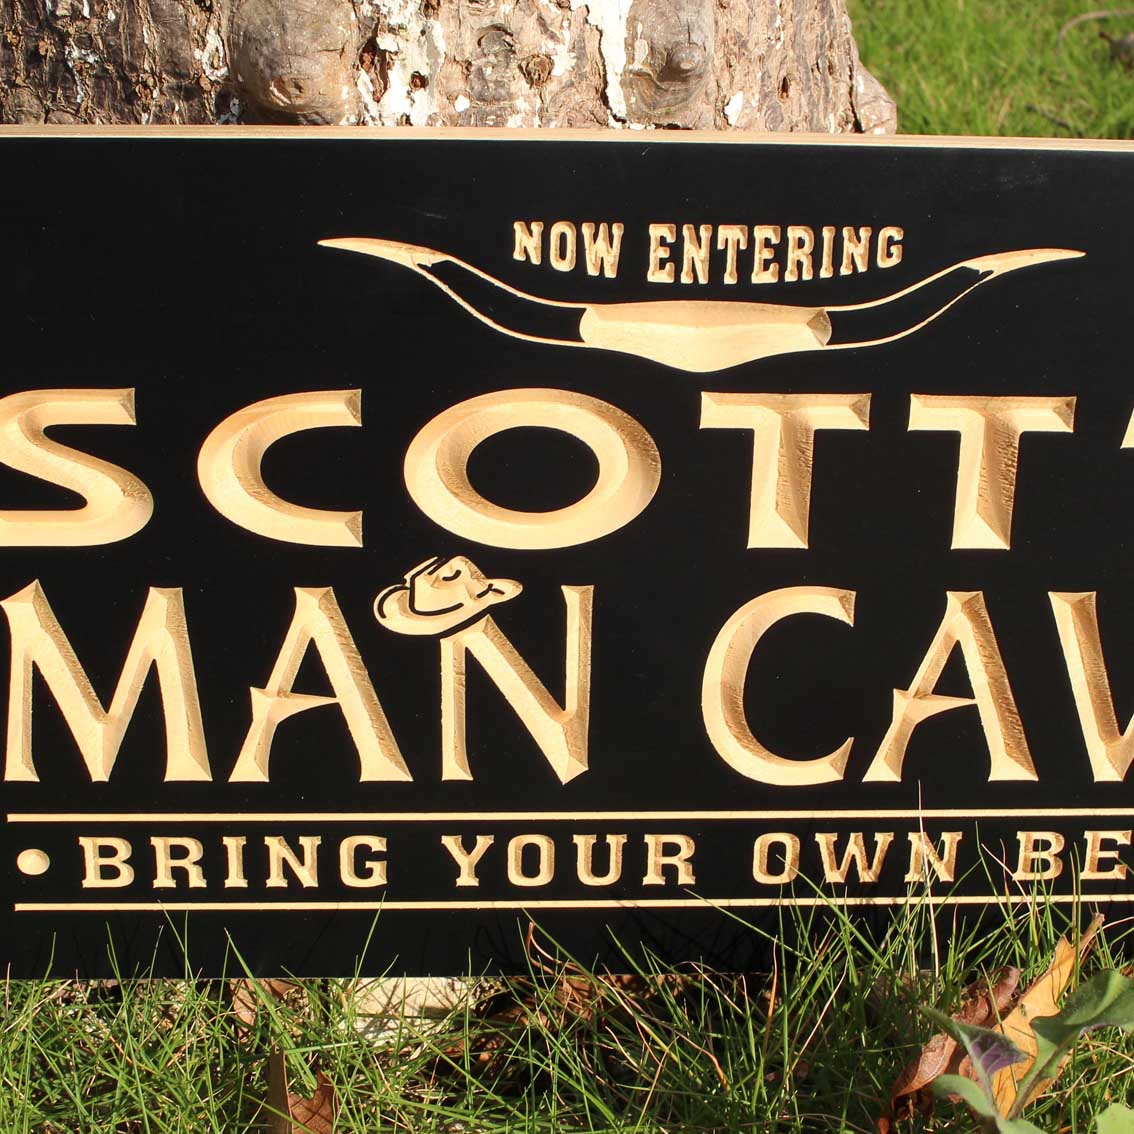 NOW ENTERING
SCOTT'
MAN CAV
• BRING YOUR OWN BE